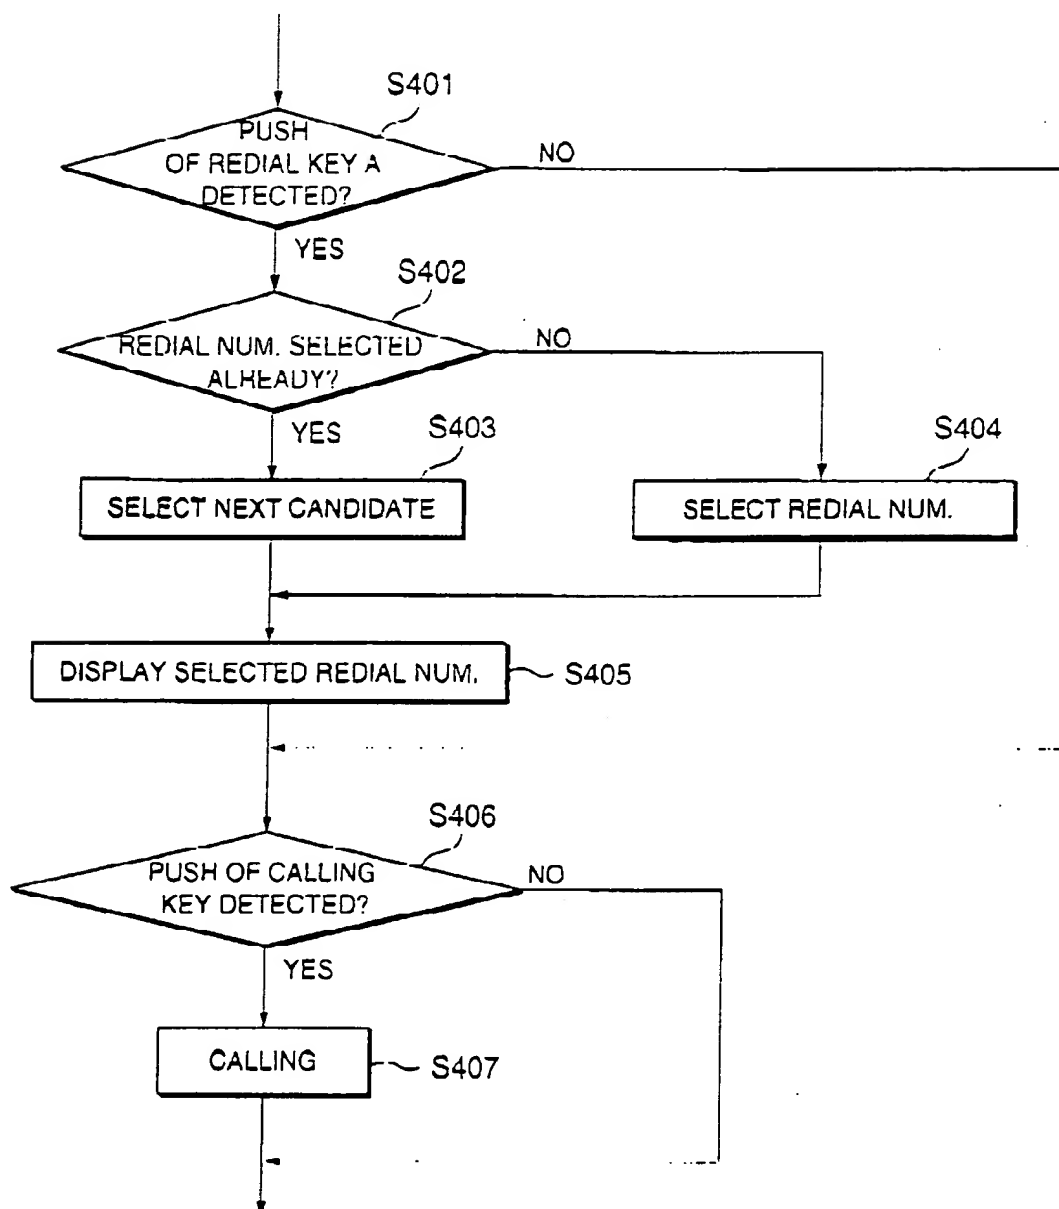 S401
PUSH
OF REDIAL KEY A
DETECTED?
NO
YES
S402
REDIAL NUM. SELECTED
ALREADY?
NO
YES
S403
S404
SELECT NEXT CANDIDATE
SELECT REDIAL NUM.
DISPLAY SELECTED REDIAL NUM.
S405
S406
PUSH OF CALLING
KEY DETECTED?
NO
YES
CALLING
S407